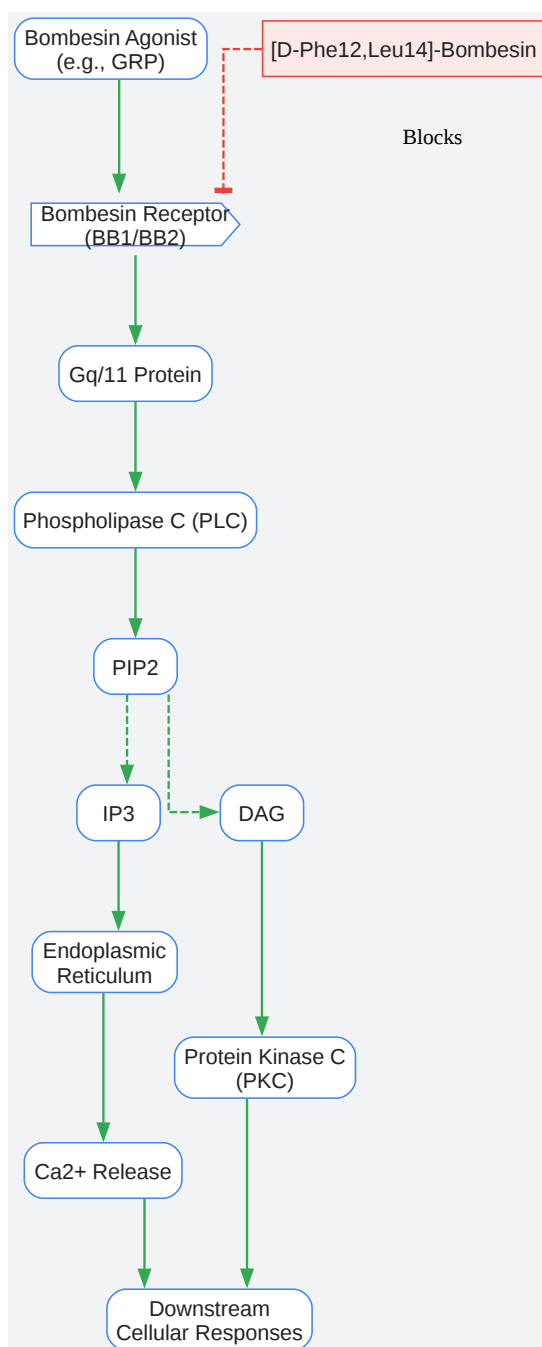 Bombesin Agonist
(e.g., GRP)
[D-Phe12,Leu14]-Bombesin
Blocks
Bombesin Receptor
(BB1/BB2)
Gq/11 Protein
Phospholipase C (PLC)
PIP2
IP3
DAG
Endoplasmic
Reticulum
Protein Kinase C
(PKC)
Ca2+ Release
Downstream
Cellular Responses